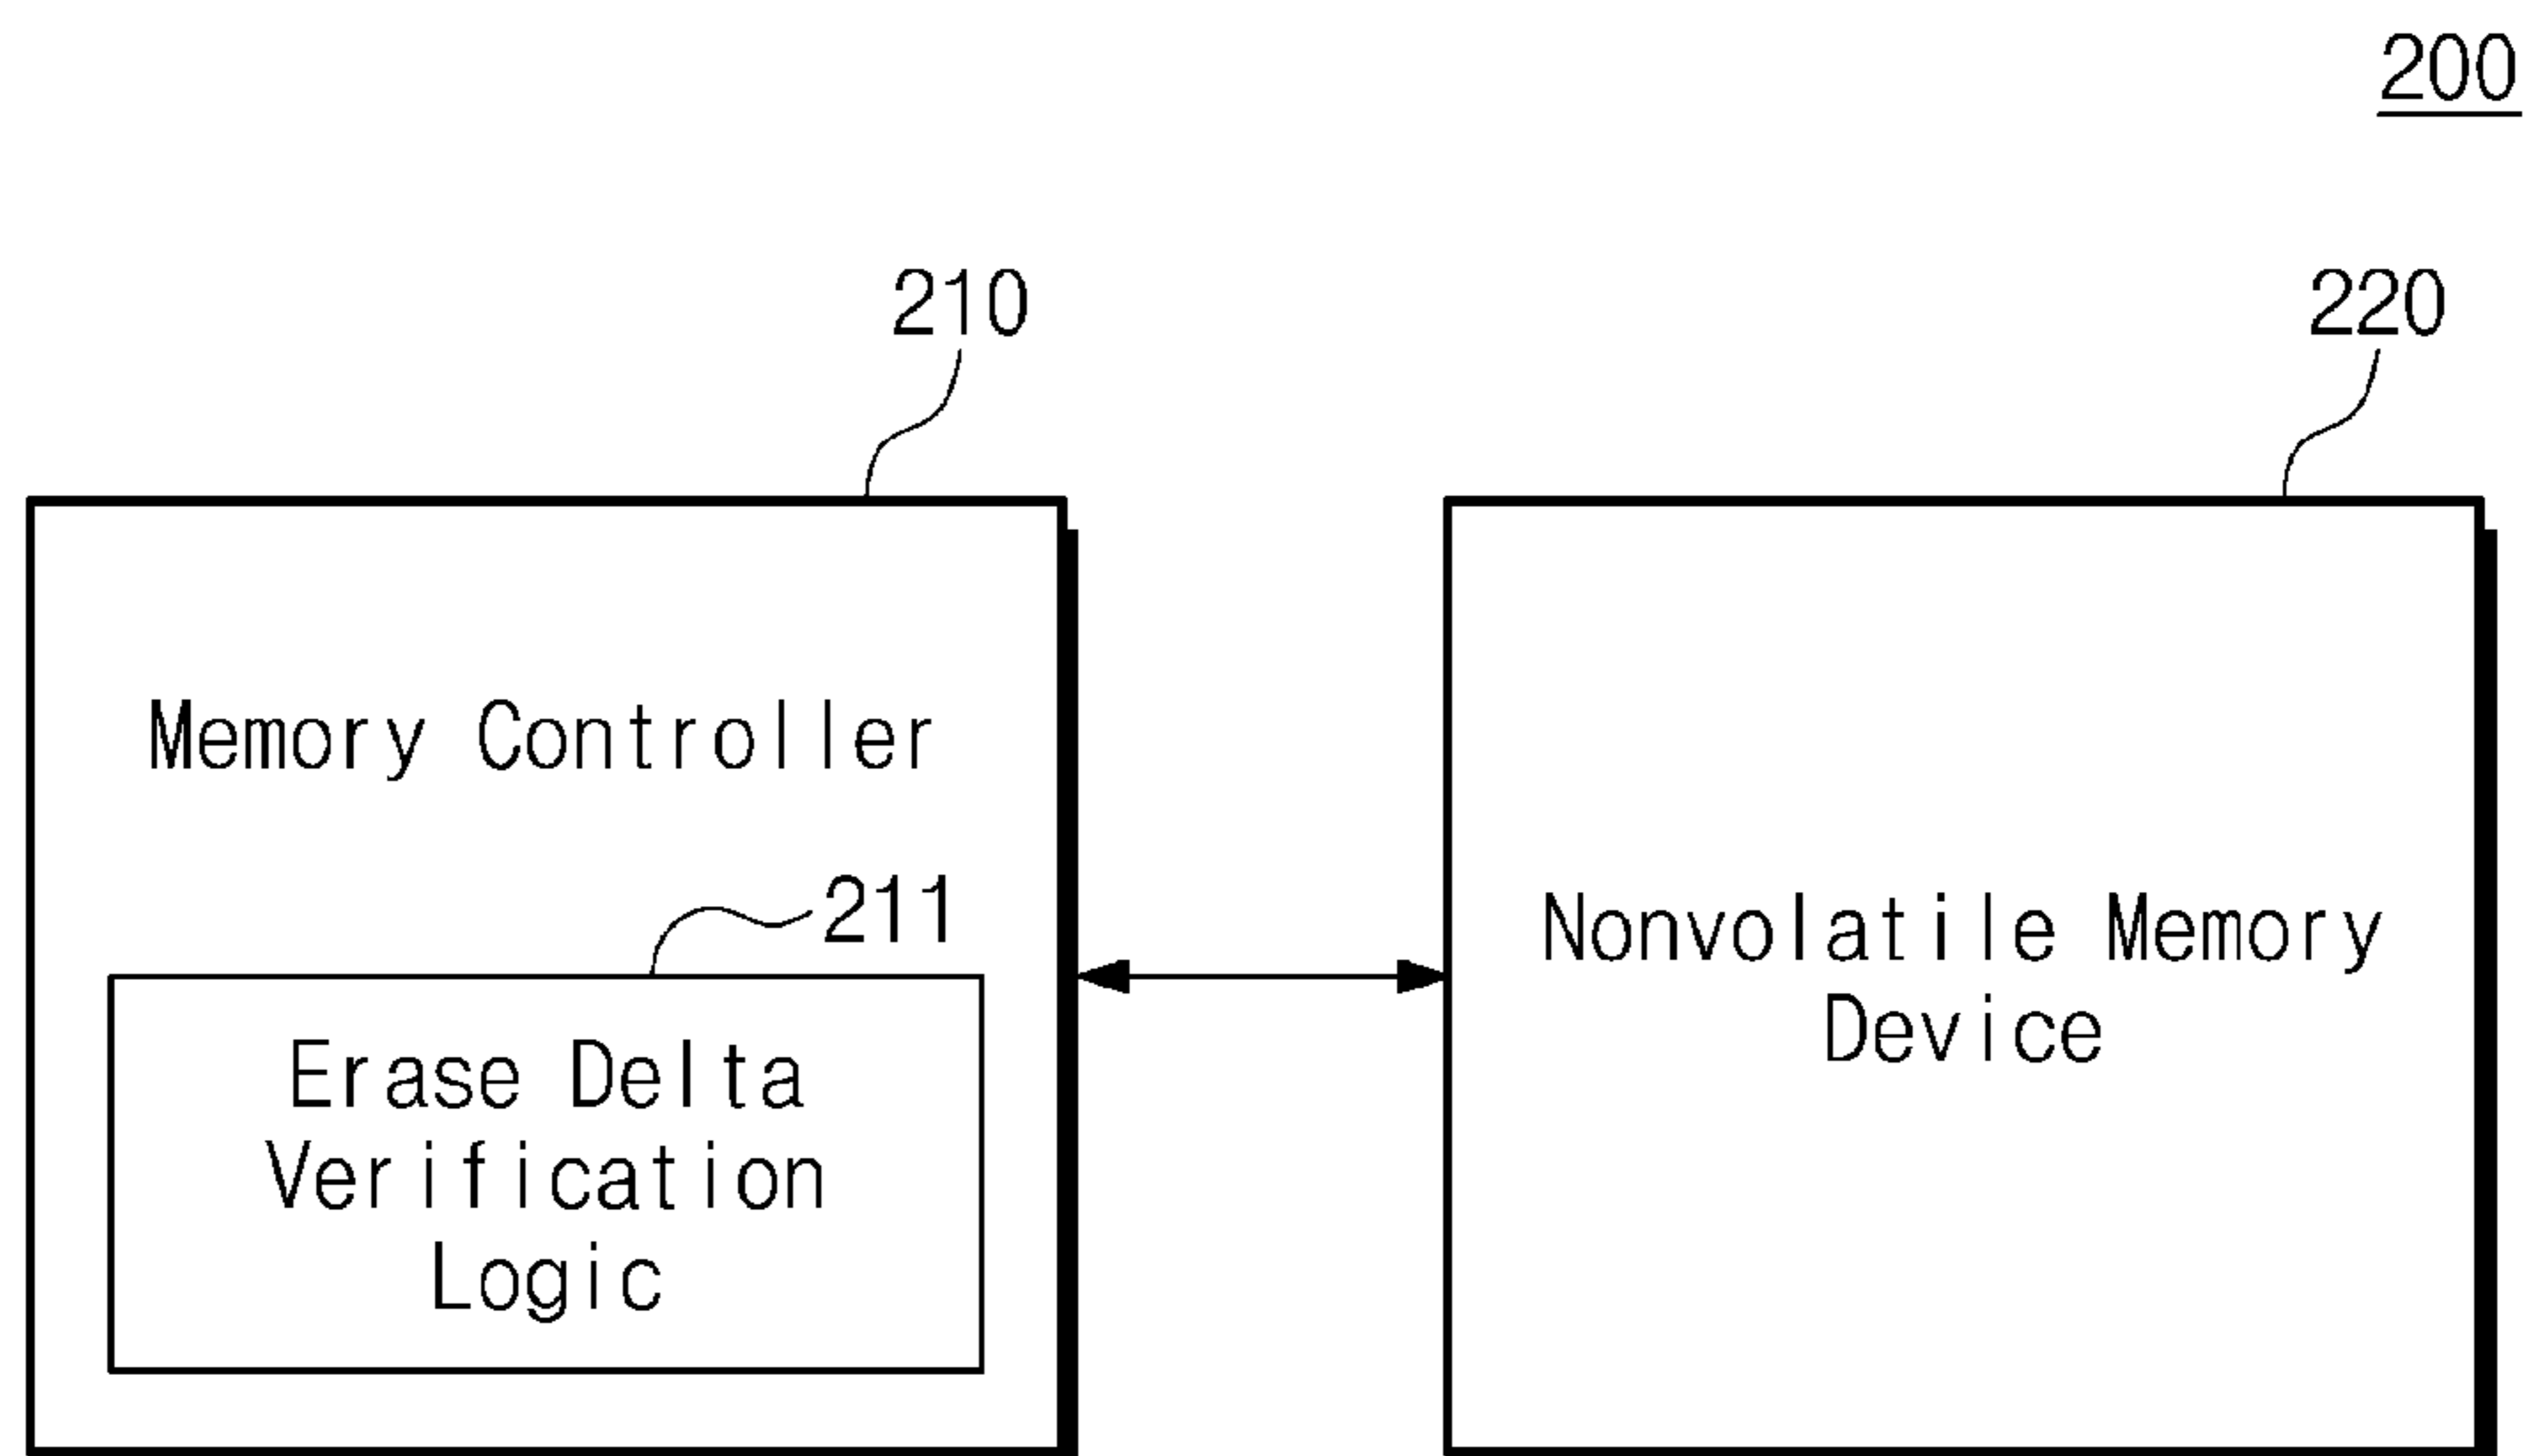 200
210
220
Memory Controller
211
Erase Delta
Verification
Logic
Nonvolatile Memory
Device